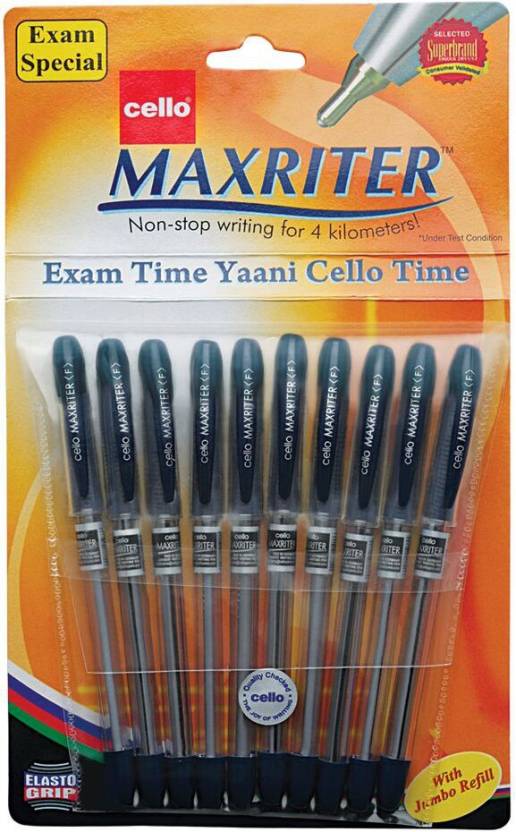 Exam
Special
SELECTED
Superbrand
Consumer Validated
cello
MAXRITER™
Non-stop writing for 4 kilometers!
*Under Test Condition
Exam Time Yaani Cello Time
cello MAXRITER (F)
cello MAXRITER (F)
cello MAXRITER (F)
cello MAXRITER (F)
cello MAXRITER (F)
cello MAXRITER (F)
cello MAXRITER (F)
cello MAXRITER (F)
cello MAXRITER (F)
cello MAXRITER (F)
cello
MAXRITER
Quality Checked
cello
THE JOY OF WRITING
ELASTO
GRIP
With
Jumbo Refill